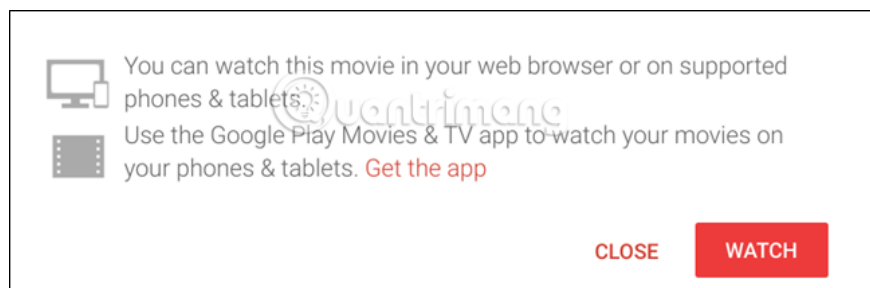 You can watch this movie in your web browser or on supported
phones & tablets.
Quantrimang
Use the Google Play Movies & TV app to watch your movies on
your phones & tablets. Get the app
CLOSE WATCH